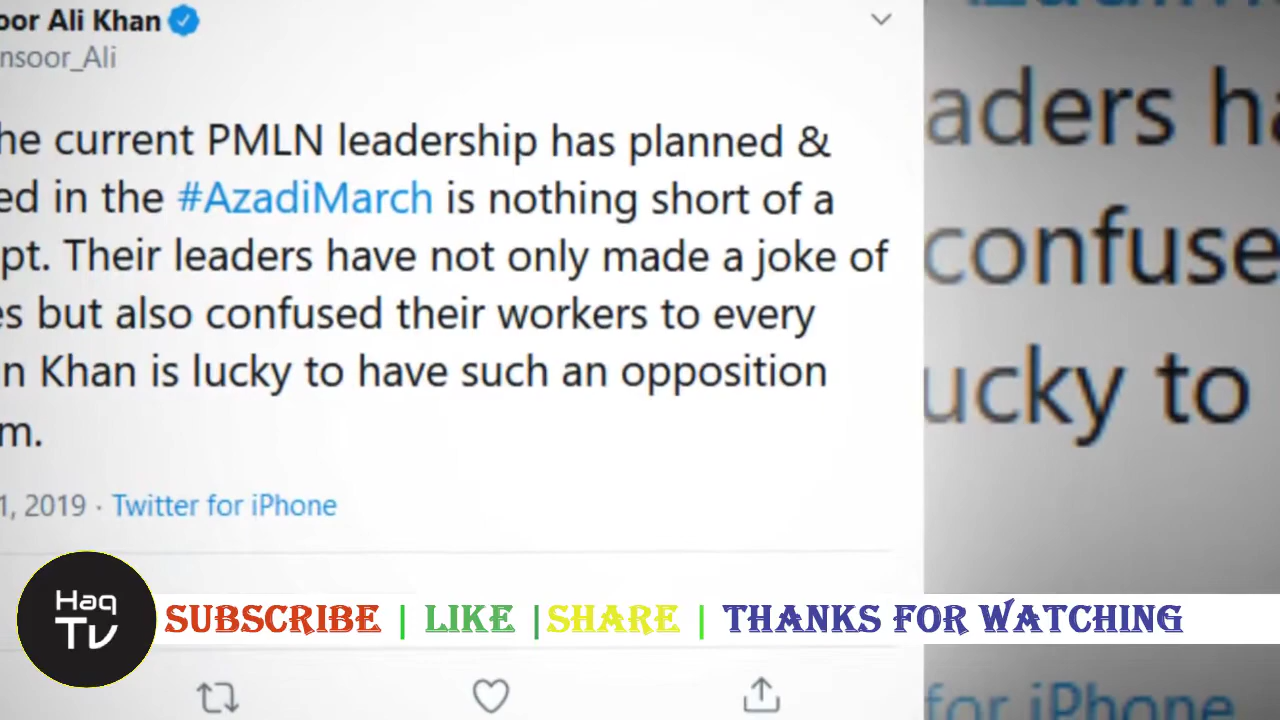 oor Ali Khan
nsoor_Ali
he current PMLN leadership has planned &
ed in the #AzadiMarch is nothing short of a
pt. Their leaders have not only made a joke of
es but also confused their workers to every
n Khan is lucky to have such an opposition
m.
1, 2019 · Twitter for iPhone
aders ha
confuse
ucky to
for iPhone
Haq
Tv
SUBSCRIBE | LIKE | SHARE | THANKS FOR WATCHING